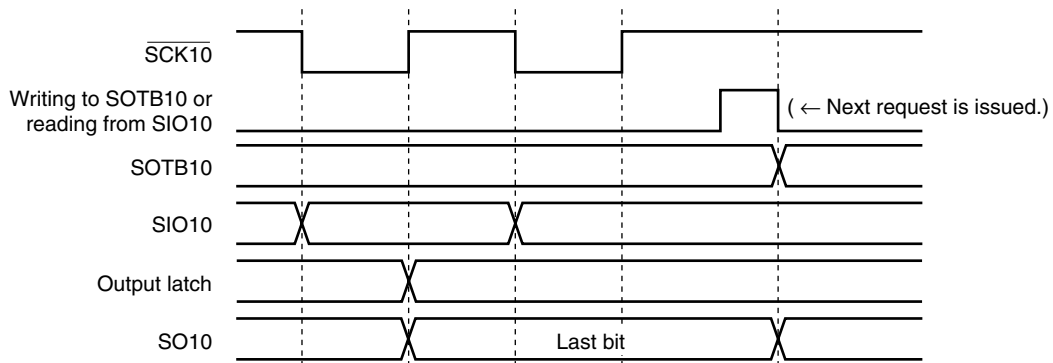 SCK10
Writing to SOTB10 or
reading from SIO10
( ← Next request is issued.)
SOTB10
SIO10
Output latch
SO10
Last bit